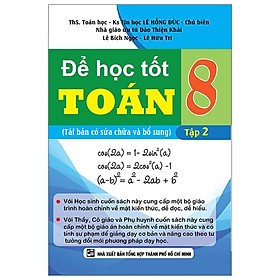 ThS. Toán học - Ks Tin học LÊ HỒNG ĐỨC - Chủ biên
Nhà giáo ưu tú Đào Thiện Khải
Lê Bích Ngọc - Lê Hữu Trí
Để học tốt
TOÁN 8
(Tái bản có sửa chữa và bổ sung)
Tập 2
cos(2a) = 1- 2sin²(a)
cos(2a) = 2cos²(a) -1
(a-b)² = a² - 2ab + b²
• Với Học sinh cuốn sách này cung cấp một bộ giáo
trình hoàn chỉnh về mặt kiến thức, dễ đọc, dễ hiểu.
• Với Thầy, Cô giáo và Phụ huynh cuốn sách này cung
cấp một bộ giáo án hoàn chỉnh về mặt kiến thức và có
tính sư phạm để giảng dạy cơ bản và nâng cao theo tư
tưởng đổi mới phương pháp dạy học.
NHÀ XUẤT BẢN TỔNG HỢP THÀNH PHỐ HỒ CHÍ MINH